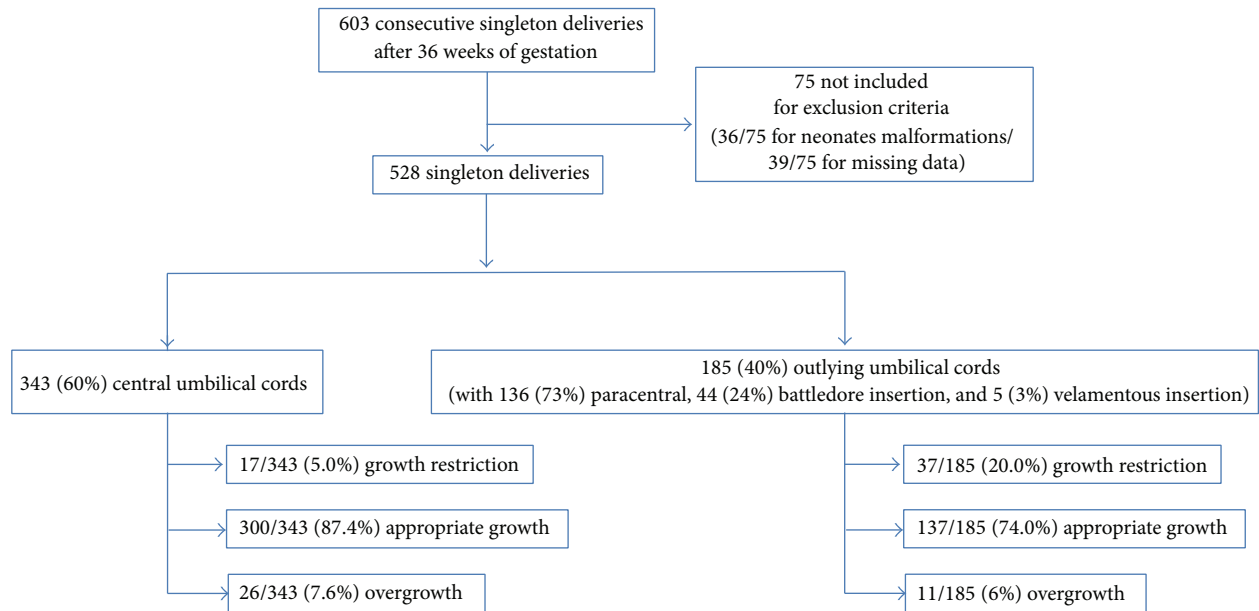 603 consecutive singleton deliveries
after 36 weeks of gestation
75 not included
for exclusion criteria
(36/75 for neonates malformations/
39/75 for missing data)
528 singleton deliveries
343 (60%) central umbilical cords
185 (40%) outlying umbilical cords
(with 136 (73%) paracentral, 44 (24%) battledore insertion, and 5 (3%) velamentous insertion)
17/343 (5.0%) growth restriction
37/185 (20.0%) growth restriction
300/343 (87.4%) appropriate growth
137/185 (74.0%) appropriate growth
26/343 (7.6%) overgrowth
11/185 (6%) overgrowth